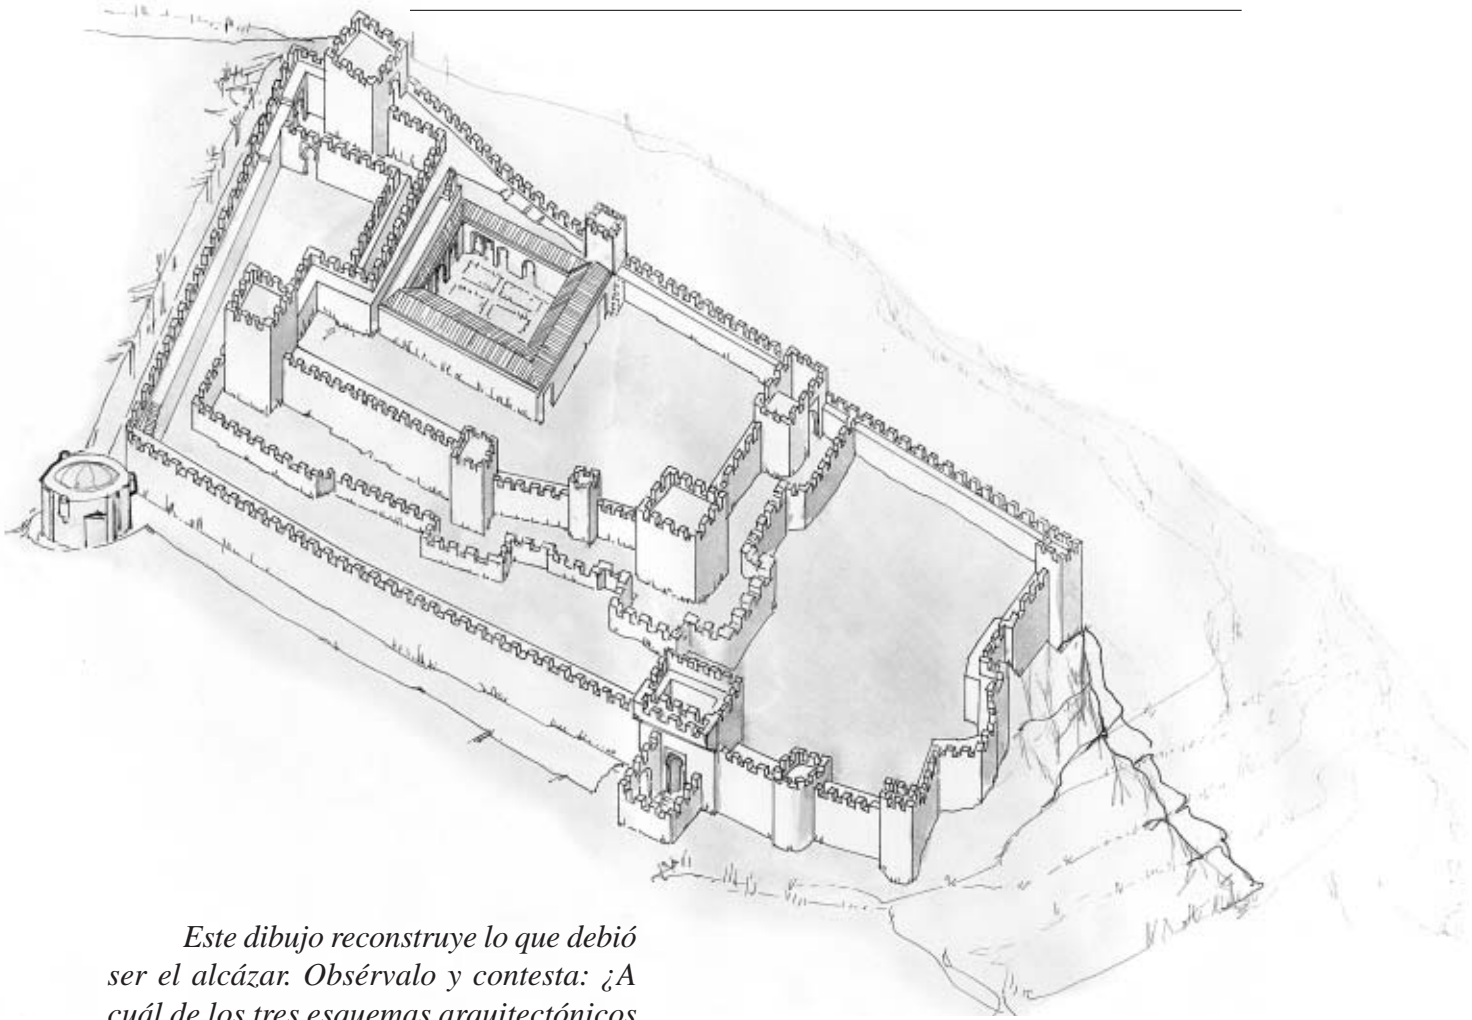 Este dibujo reconstruye lo que debió
ser el alcázar. Obsérvalo y contesta: ¿A
cuál de los tres esquemas arquitectónicos